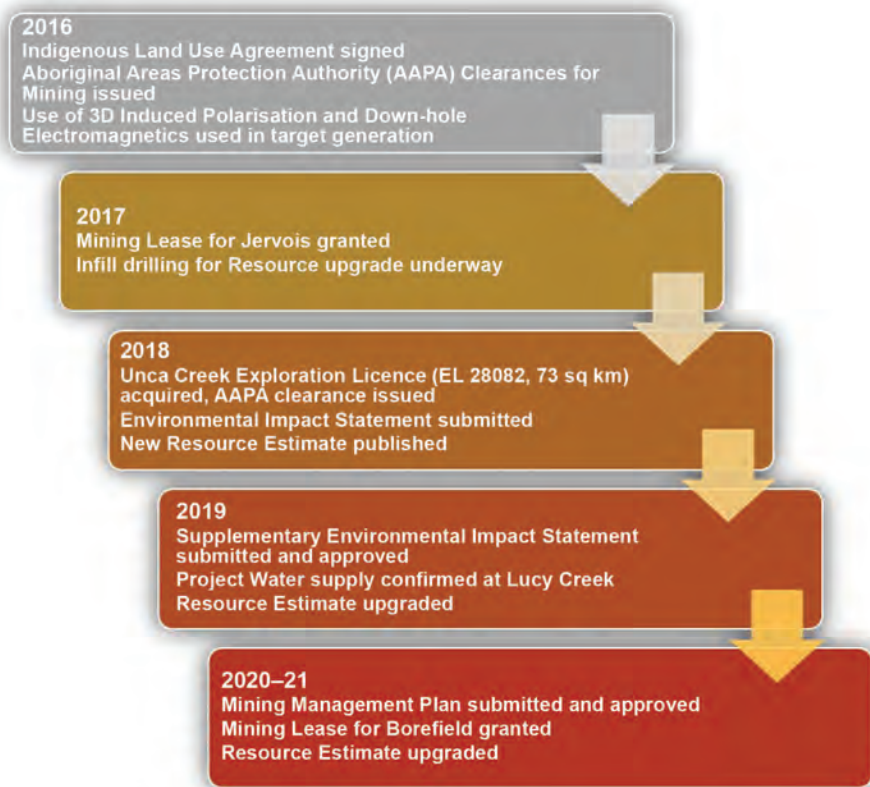 2016
Indigenous Land Use Agreement signed
Aboriginal Areas Protection Authority (AAPA) Clearances for
Mining issued
Use of 3D Induced Polarisation and Down-hole
Electromagnetics used in target generation
2017
Mining Lease for Jervois granted
Infill drilling for Resource upgrade underway
2018
Unca Creek Exploration Licence (EL 28082, 73 sq km)
acquired, AAPA clearance issued
Environmental Impact Statement submitted
New Resource Estimate published
2019
Supplementary Environmental Impact Statement
submitted and approved
Project Water supply confirmed at Lucy Creek
Resource Estimate upgraded
2020–21
Mining Management Plan submitted and approved
Mining Lease for Borefield granted
Resource Estimate upgraded